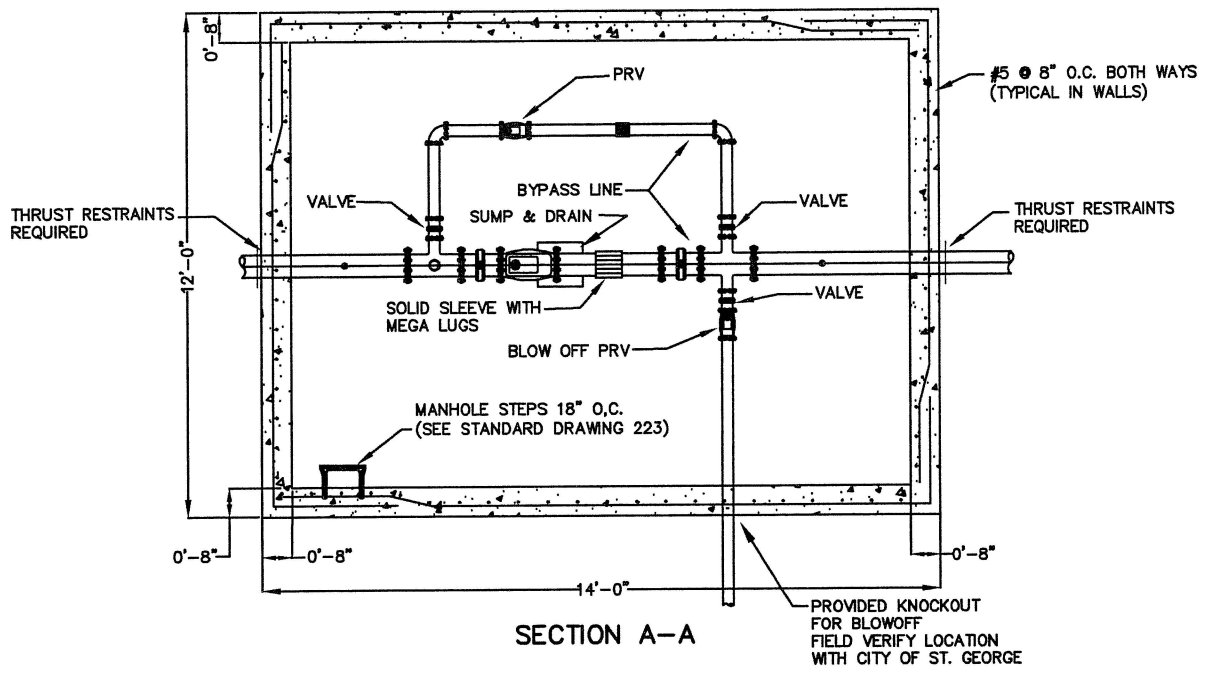 0'-8"
PRV
#5 @ 8" O.C. BOTH WAYS
(TYPICAL IN WALLS)
BYPASS LINE
VALVE
SUMP & DRAIN
VALVE
THRUST RESTRAINTS
REQUIRED
THRUST RESTRAINTS
REQUIRED
12'-0"
SOLID SLEEVE WITH
MEGA LUGS
VALVE
BLOW OFF PRV
MANHOLE STEPS 18" O,C.
(SEE STANDARD DRAWING 223)
0'-8"
0'-8"
0'-8"
14'-0"
PROVIDED KNOCKOUT
FOR BLOWOFF
FIELD VERIFY LOCATION
WITH CITY OF ST. GEORGE
SECTION A-A